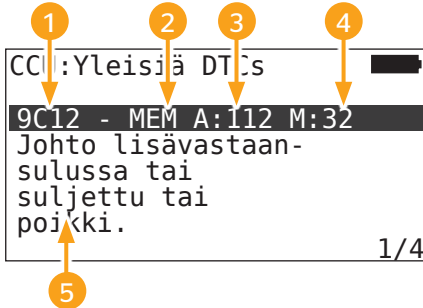 1 2 3 4
CCU:Yleisiä DTCs
9C12 - MEM A:112 M:32
Johto lisävastaan-
sulussa tai
suljettu tai
poikki.
1/4
5